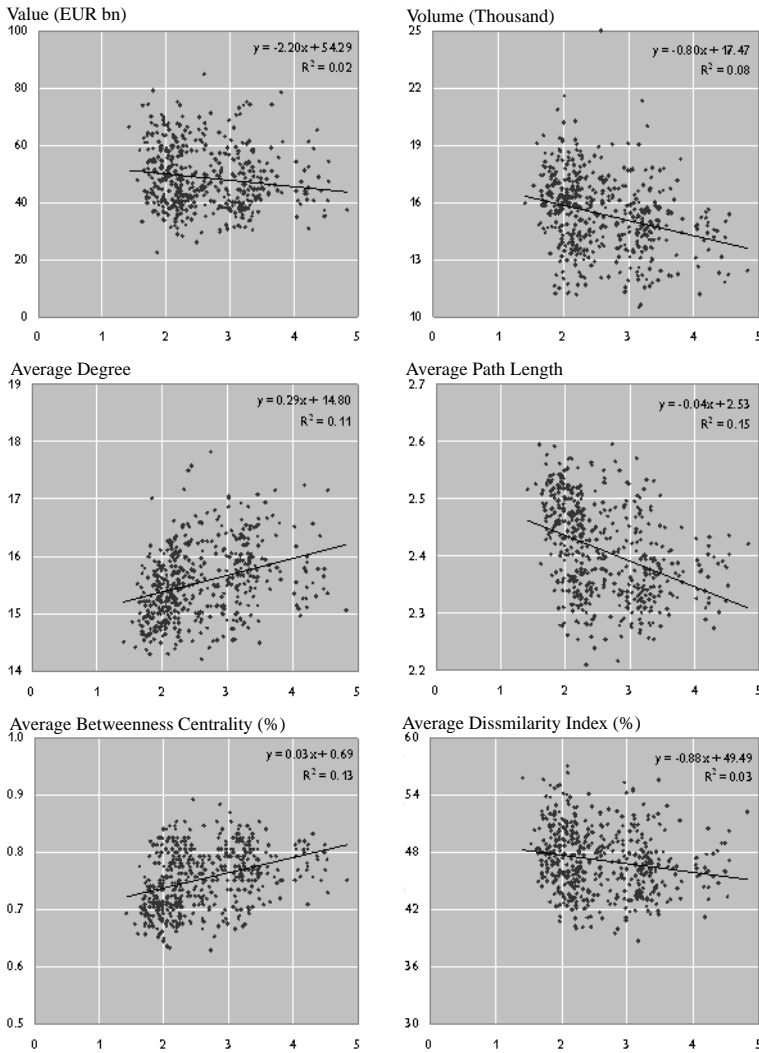 Value (EUR bn)
100
80
60
40
20
0
y = -2.20x + 54.29
R² = 0.02
0 1 2 3 4 5
Volume (Thousand)
25
22
19
16
13
10
y = -0.80x + 17.47
R² = 0.08
0 1 2 3 4 5
Average Degree
19
18
17
16
15
14
y = 0.29x + 14.80
R² = 0.11
0 1 2 3 4 5
Average Path Length
2.7
2.6
2.5
2.4
2.3
2.2
y = -0.04x + 2.53
R² = 0.15
0 1 2 3 4 5
Average Betweenness Centrality (%)
1.0
0.9
0.8
0.7
0.6
0.5
y = 0.03x + 0.69
R² = 0.13
0 1 2 3 4 5
Average Dissmilarity Index (%)
60
54
48
42
36
30
y = -0.88x + 49.49
R² = 0.03
0 1 2 3 4 5